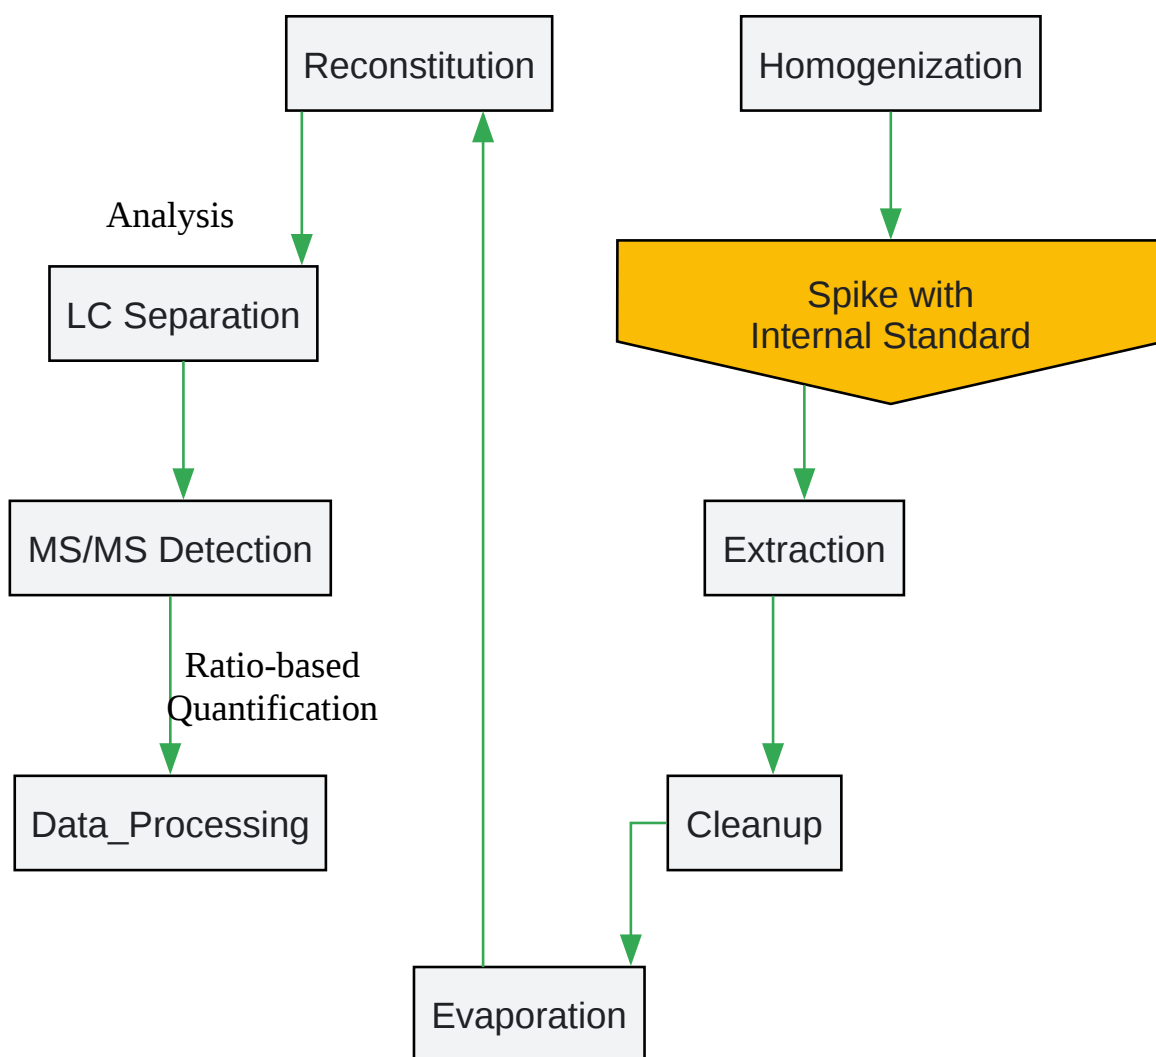 Reconstitution
Homogenization
Analysis
LC Separation
Spike with
Internal Standard
MS/MS Detection
Extraction
Ratio-based
Quantification
Data_Processing
Cleanup
Evaporation